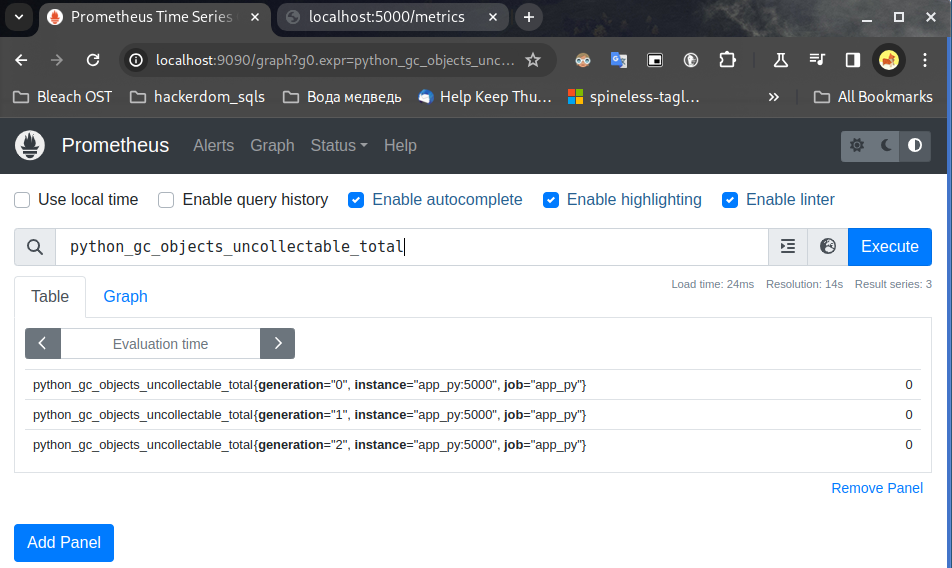 Prometheus Time Series
localhost:5000/metrics
localhost:9090/graph?g0.expr=python_gc_objects_unc...
Bleach OST
hackerdom_sqls
Вода медведь
Help Keep Thu...
spineless-tagl...
»
All Bookmarks
Prometheus
Alerts
Graph
Status
Help
Use local time
Enable query history
Enable autocomplete
Enable highlighting
Enable linter
python_gc_objects_uncollectable_total
Execute
Load time: 24ms Resolution: 14s Result series: 3
Table
Graph
Evaluation time
python_gc_objects_uncollectable_total{generation="0", instance="app_py:5000", job="app_py"} 0
python_gc_objects_uncollectable_total{generation="1", instance="app_py:5000", job="app_py"} 0
python_gc_objects_uncollectable_total{generation="2", instance="app_py:5000", job="app_py"} 0
Remove Panel
Add Panel